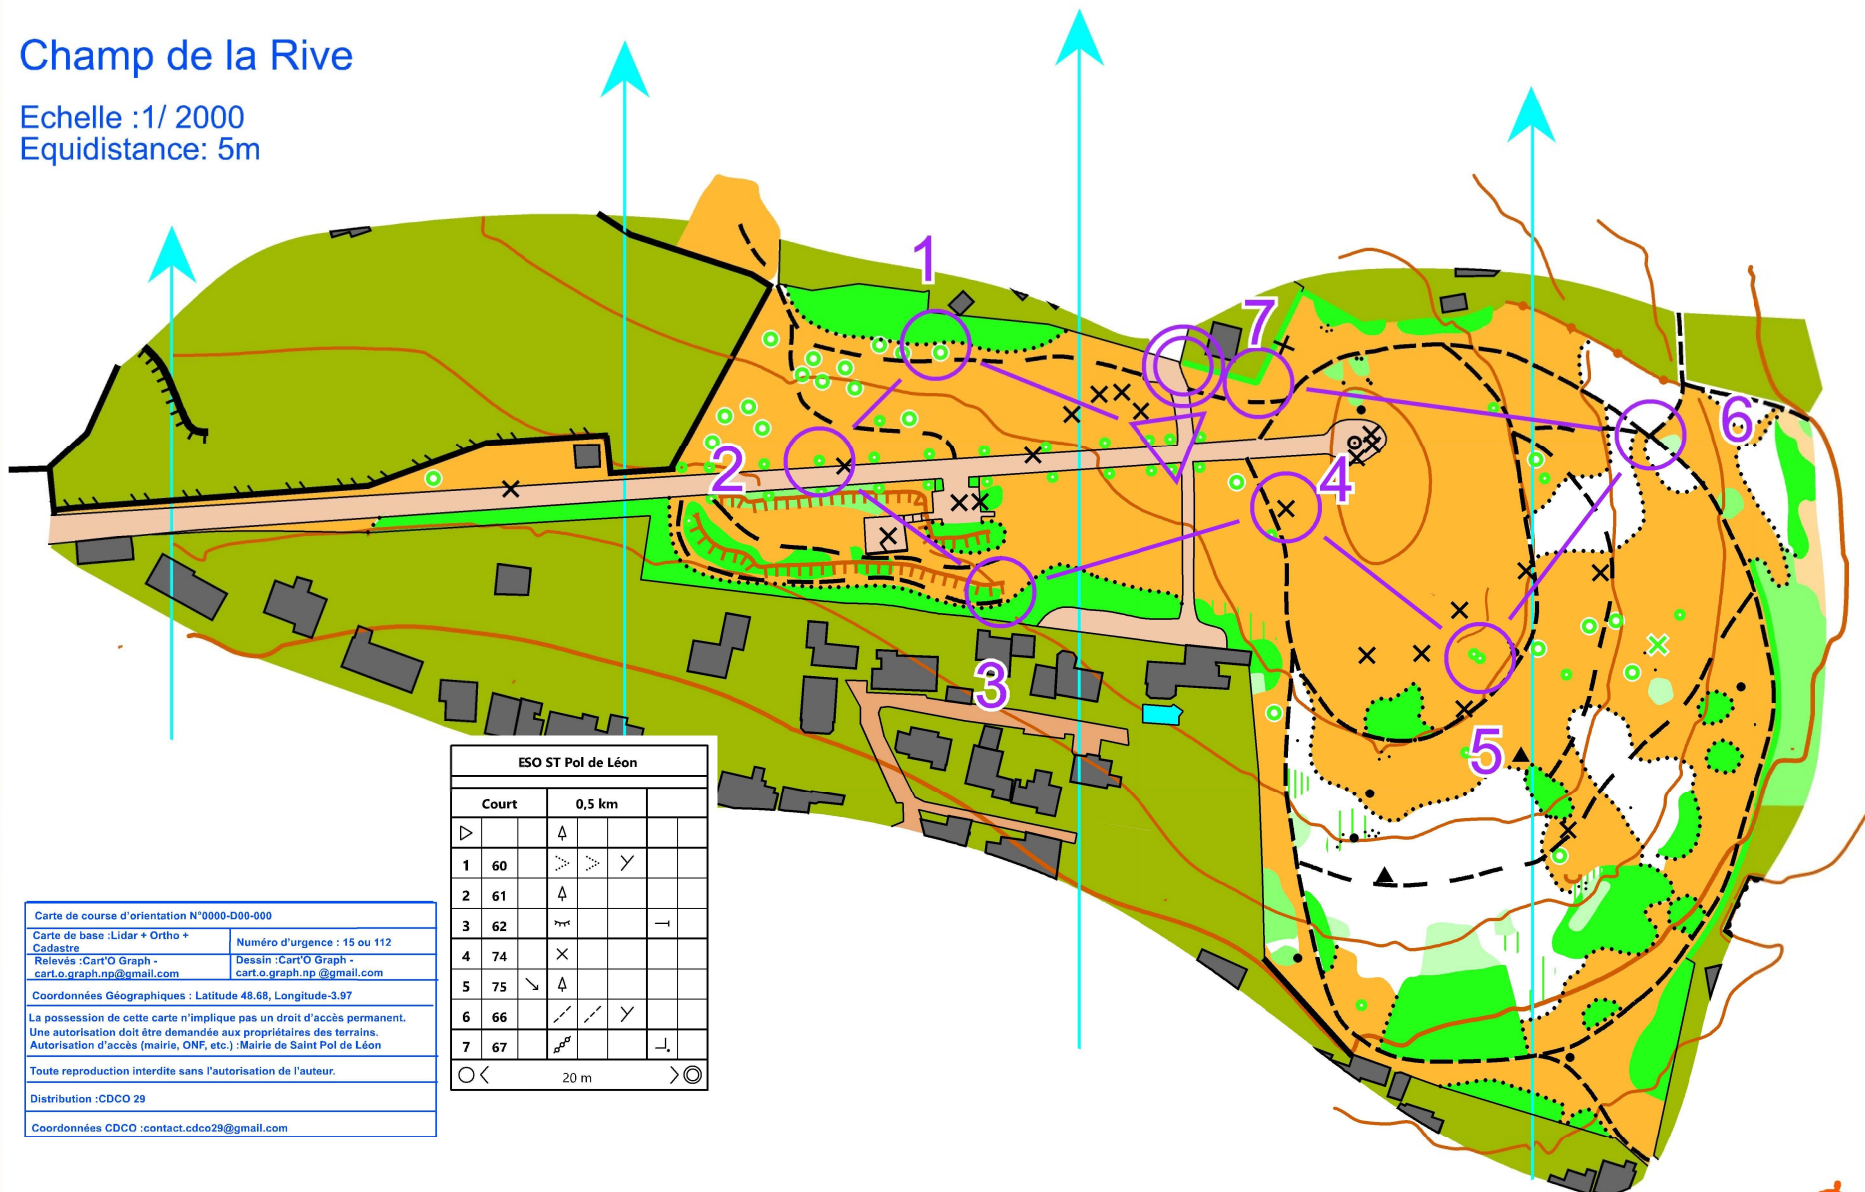 Champ de la Rive
Echelle :1/ 2000
Equidistance: 5m
1
7
6
2
4
3
5
ESO ST Pol de Léon
Court 0,5 km
1 60
2 61
3 62
4 74
5 75
6 66
7 67
20 m
Carte de course d'orientation N°0000-D00-000
Carte de base :Lidar + Ortho +
Cadastre
Numéro d'urgence : 15 ou 112
Relevés :Cart'O Graph -
cart.o.graph.np@gmail.com
Dessin :Cart'O Graph -
cart.o.graph.np @gmail.com
Coordonnées Géographiques : Latitude 48.68, Longitude-3.97
La possession de cette carte n'implique pas un droit d'accès permanent.
Une autorisation doit être demandée aux propriétaires des terrains.
Autorisation d'accès (mairie, ONF, etc.) :Mairie de Saint Pol de Léon
Toute reproduction interdite sans l'autorisation de l'auteur.
Distribution :CDCO 29
Coordonnées CDCO :contact.cdco29@gmail.com